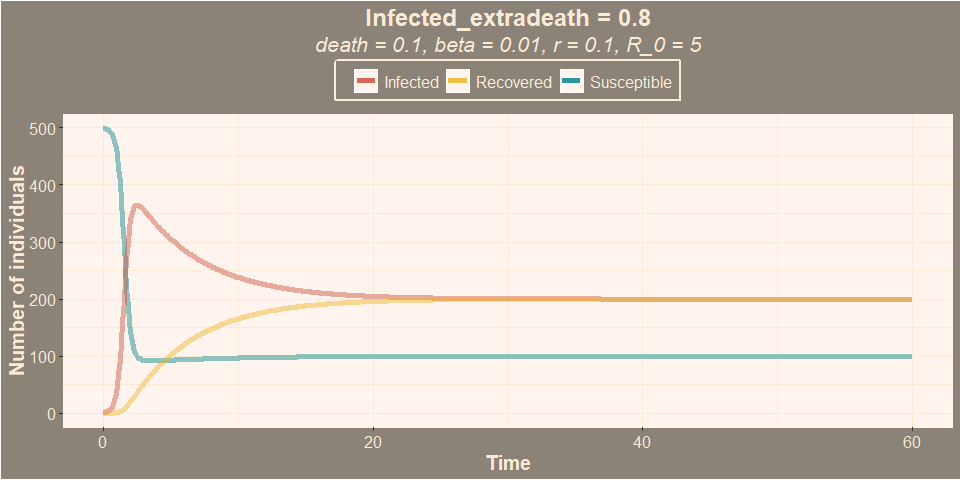 Infected_extradeath = 0.8
death = 0.1, beta = 0.01, r = 0.1, R_0 = 5
Infected Recovered Susceptible
Number of individuals
500
400
300
200
100
0
0 20 40 60
Time